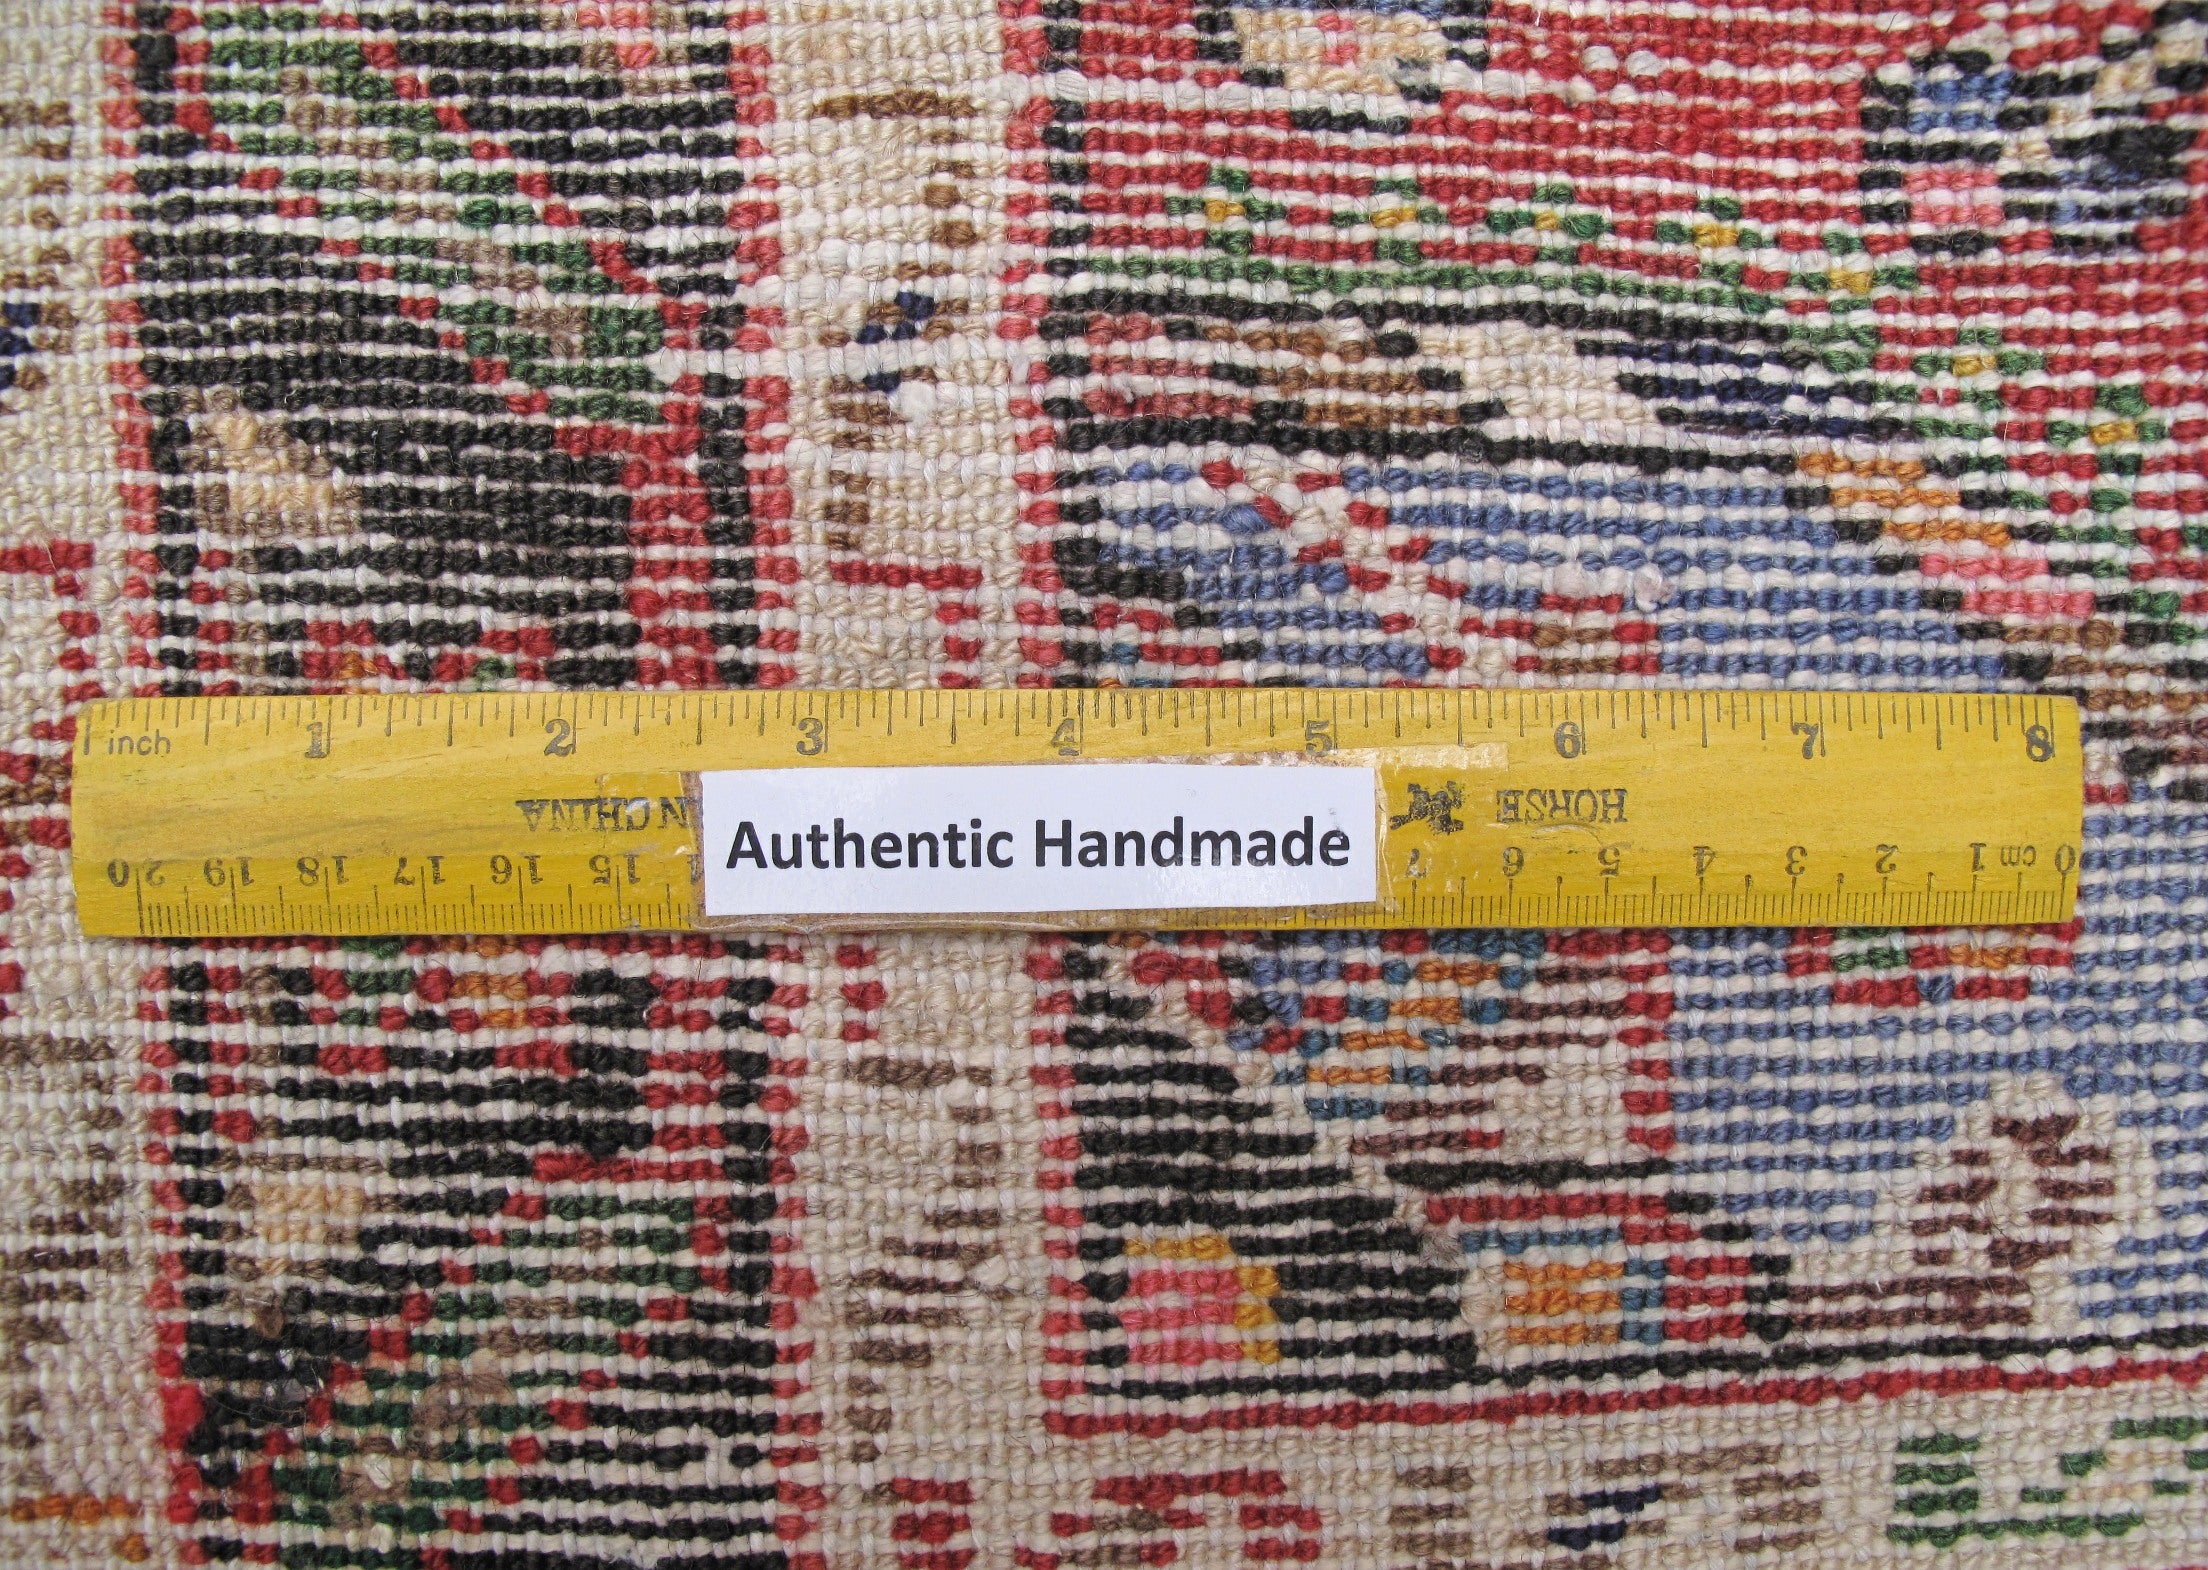 inch 1 2 3 4 5 6 7 8
Authentic Handmade
HORSE
N CHINA
0 cm 1 2 3 4 5 6 7 15 16 17 18 19 20